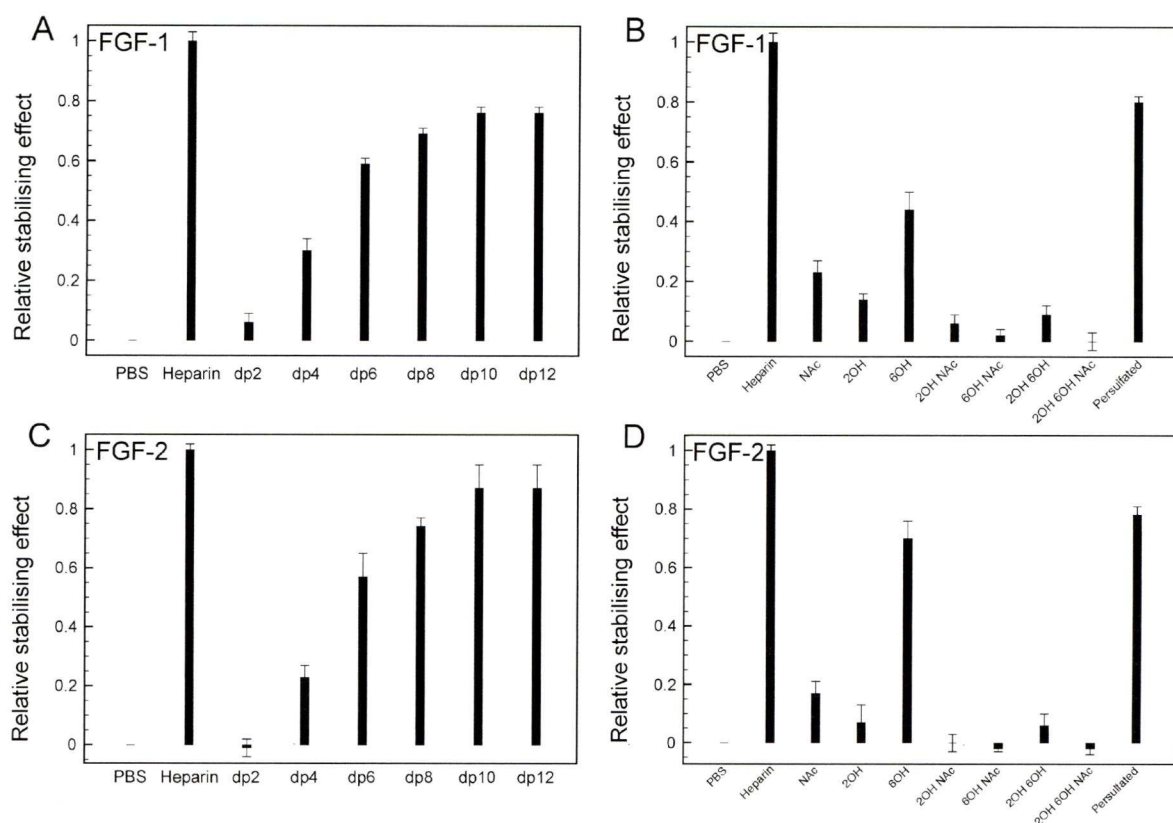 A
FGF-1
Relative stabilising effect
1
0.8
0.6
0.4
0.2
0
PBS Heparin dp2 dp4 dp6 dp8 dp10 dp12
B
FGF-1
Relative stabilising effect
1
0.8
0.6
0.4
0.2
0
PBS Heparin NAc 2OH 6OH 2OH NAc 6OH NAc 2OH 6OH 2OH 6OH NAc Persulfated
C
FGF-2
Relative stabilising effect
1
0.8
0.6
0.4
0.2
0
PBS Heparin dp2 dp4 dp6 dp8 dp10 dp12
D
FGF-2
Relative stabilising effect
1
0.8
0.6
0.4
0.2
0
PBS Heparin NAc 2OH 6OH 2OH NAc 6OH NAc 2OH 6OH 2OH 6OH NAc Persulfated